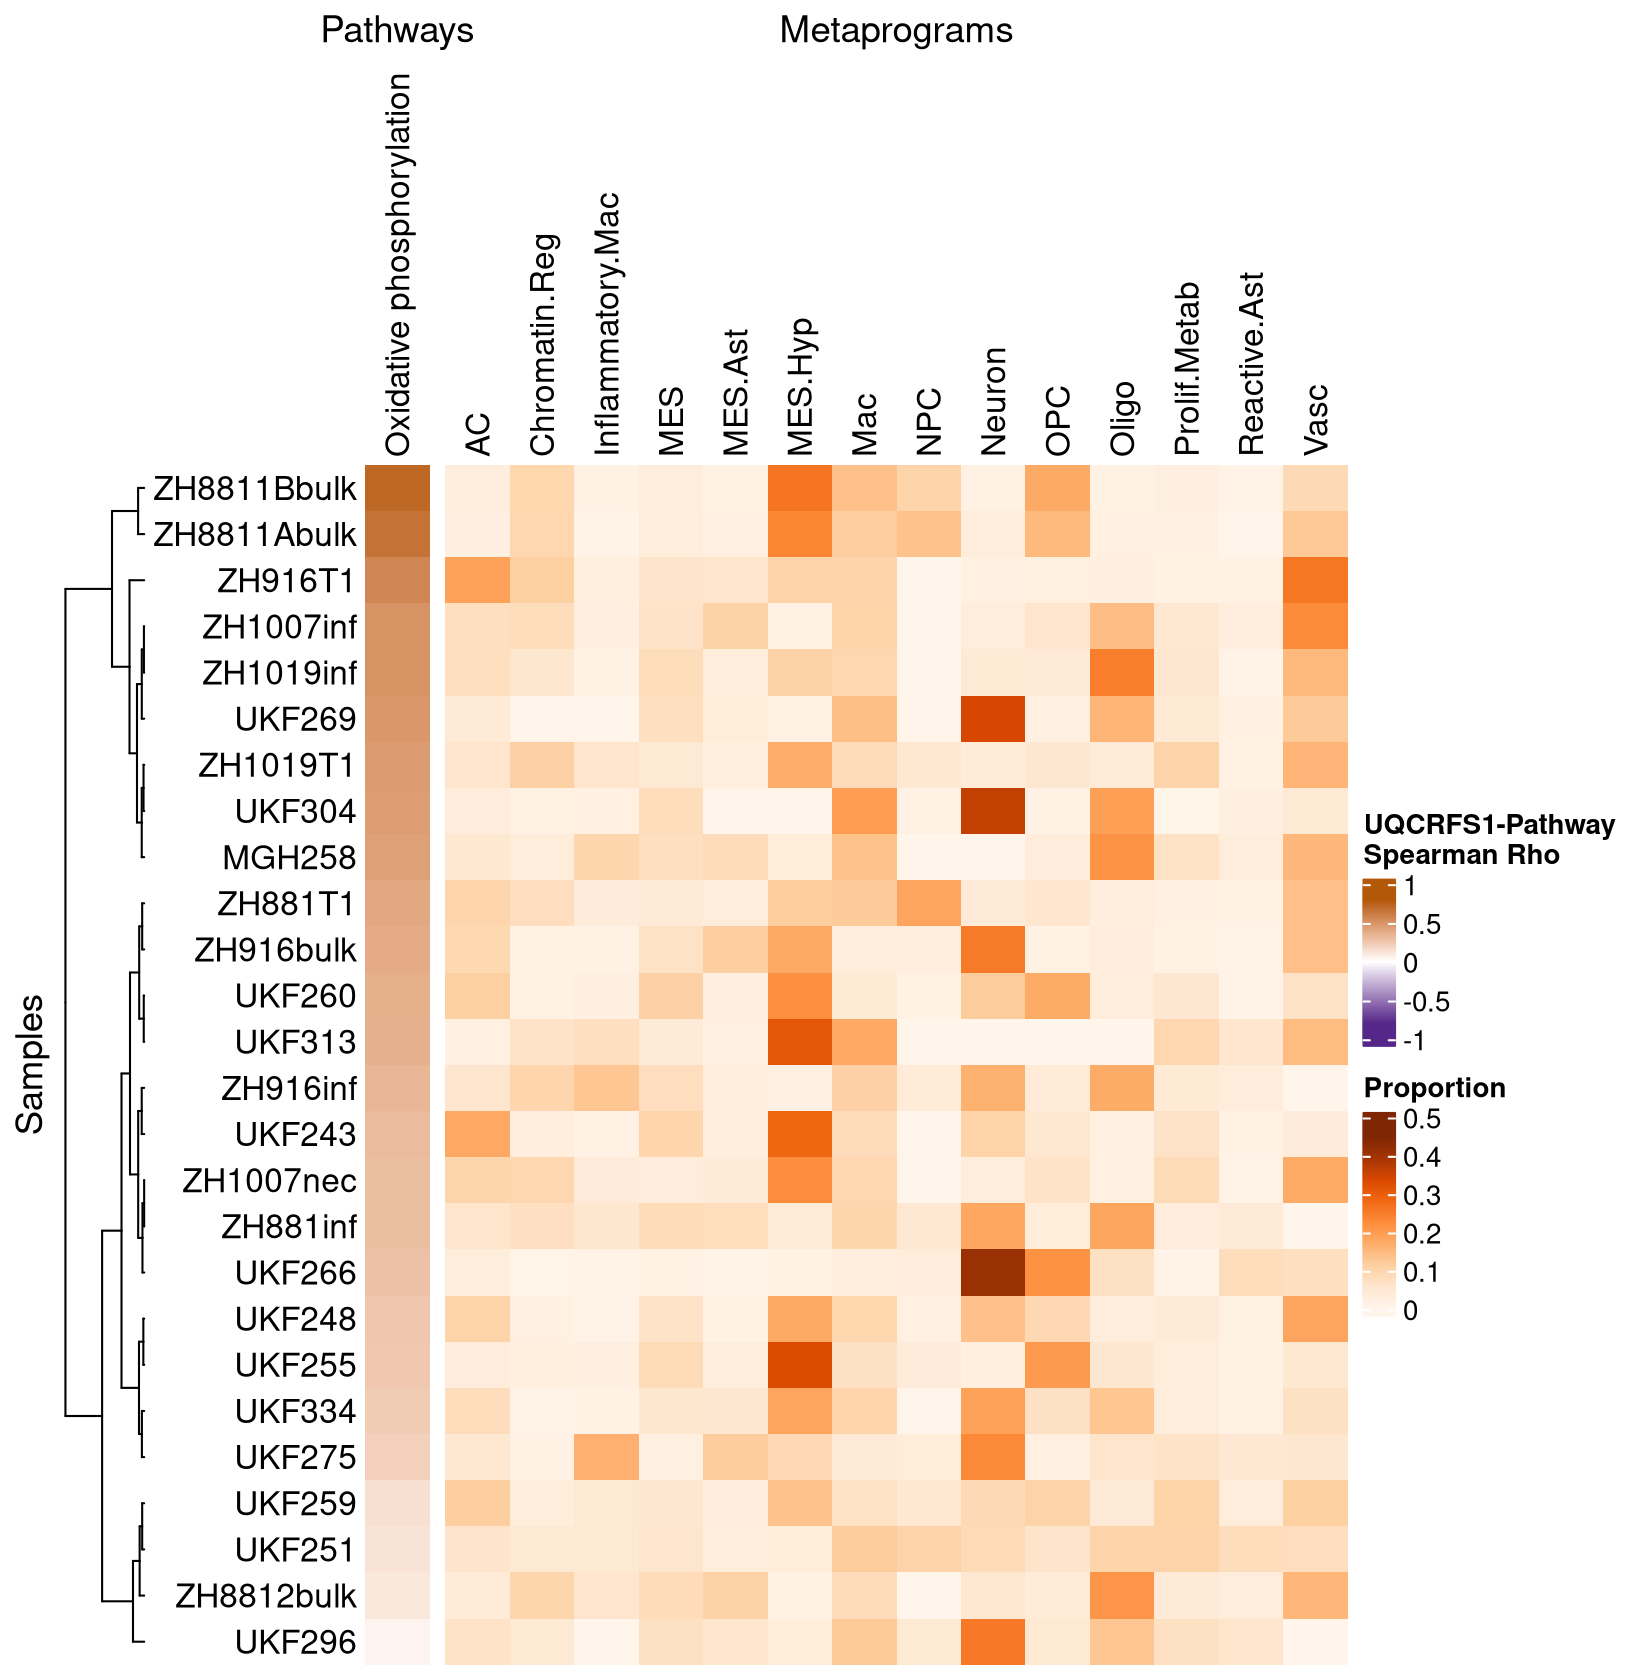 Pathways
Metaprograms
Oxidative phosphorylation
AC
Chromatin.Reg
Inflammatory.Mac
MES
MES.Ast
MES.Hyp
Mac
NPC
Neuron
OPC
Oligo
Prolif.Metab
Reactive.Ast
Vasc
Samples
ZH8811Bbulk
ZH8811Abulk
ZH916T1
ZH1007inf
ZH1019inf
UKF269
ZH1019T1
UKF304
MGH258
ZH881T1
ZH916bulk
UKF260
UKF313
ZH916inf
UKF243
ZH1007nec
ZH881inf
UKF266
UKF248
UKF255
UKF334
UKF275
UKF259
UKF251
ZH8812bulk
UKF296
UQCRFS1-Pathway
Spearman Rho
1
0.5
0
-0.5
-1
Proportion
0.5
0.4
0.3
0.2
0.1
0